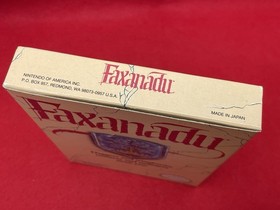 NINTENDO OF AMERICA INC.
P.O. BOX 957, REDMOND, WA 98073-0957 U.S.A.
Faxanadu
MADE IN JAPAN
Faxanadu